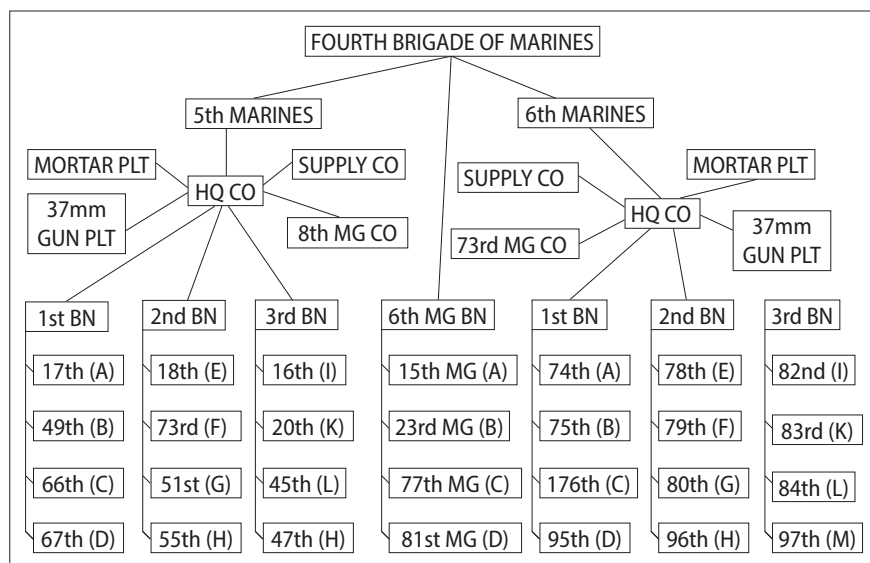 FOURTH BRIGADE OF MARINES
5th MARINES
6th MARINES
MORTAR PLT
SUPPLY CO
HQ CO
37mm
GUN PLT
8th MG CO
MORTAR PLT
SUPPLY CO
HQ CO
73rd MG CO
37mm
GUN PLT
1st BN
2nd BN
3rd BN
6th MG BN
1st BN
2nd BN
3rd BN
17th (A)
18th (E)
16th (I)
15th MG (A)
74th (A)
78th (E)
82nd (I)
49th (B)
73rd (F)
20th (K)
23rd MG (B)
75th (B)
79th (F)
83rd (K)
66th (C)
51st (G)
45th (L)
77th MG (C)
176th (C)
80th (G)
84th (L)
67th (D)
55th (H)
47th (H)
81st MG (D)
95th (D)
96th (H)
97th (M)